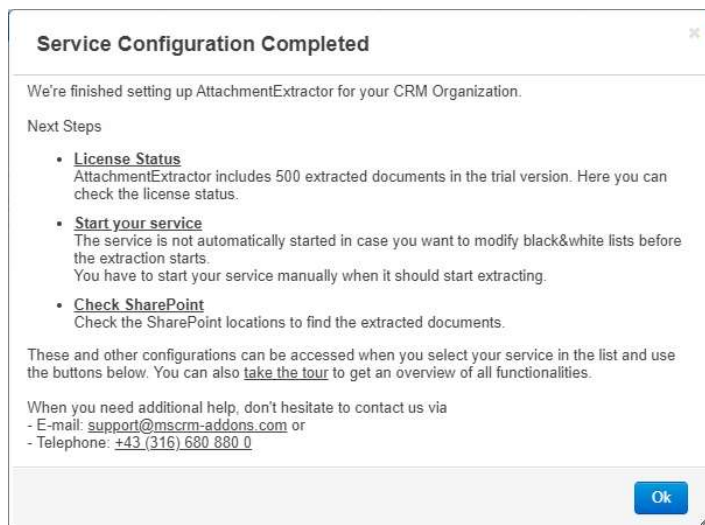 Service Configuration Completed
We're finished setting up AttachmentExtractor for your CRM Organization.
Next Steps
• License Status
AttachmentExtractor includes 500 extracted documents in the trial version. Here you can
check the license status.
• Start your service
The service is not automatically started in case you want to modify black&white lists before
the extraction starts.
You have to start your service manually when it should start extracting.
• Check SharePoint
Check the SharePoint locations to find the extracted documents.
These and other configurations can be accessed when you select your service in the list and use
the buttons below. You can also take the tour to get an overview of all functionalities.
When you need additional help, don't hesitate to contact us via
- E-mail: support@mscrm-addons.com or
- Telephone: +43 (316) 680 880 0
Ok